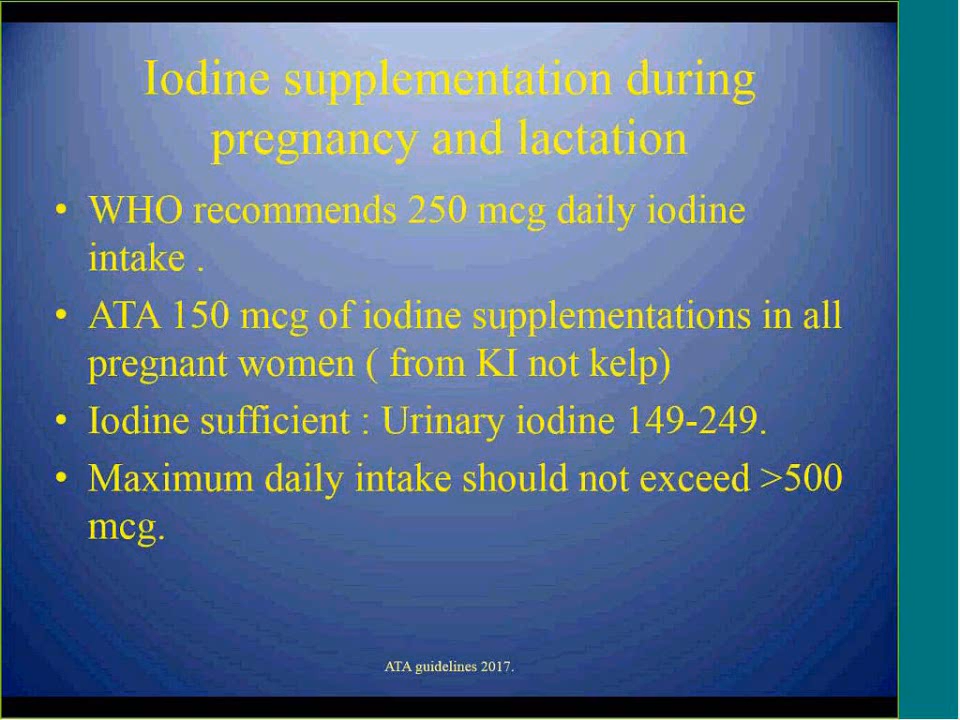 Iodine supplementation during
pregnancy and lactation
• WHO recommends 250 mcg daily iodine
intake .
• ATA 150 mcg of iodine supplementations in all
pregnant women ( from KI not kelp)
• Iodine sufficient : Urinary iodine 149-249.
• Maximum daily intake should not exceed >500
mcg.
ATA guidelines 2017.